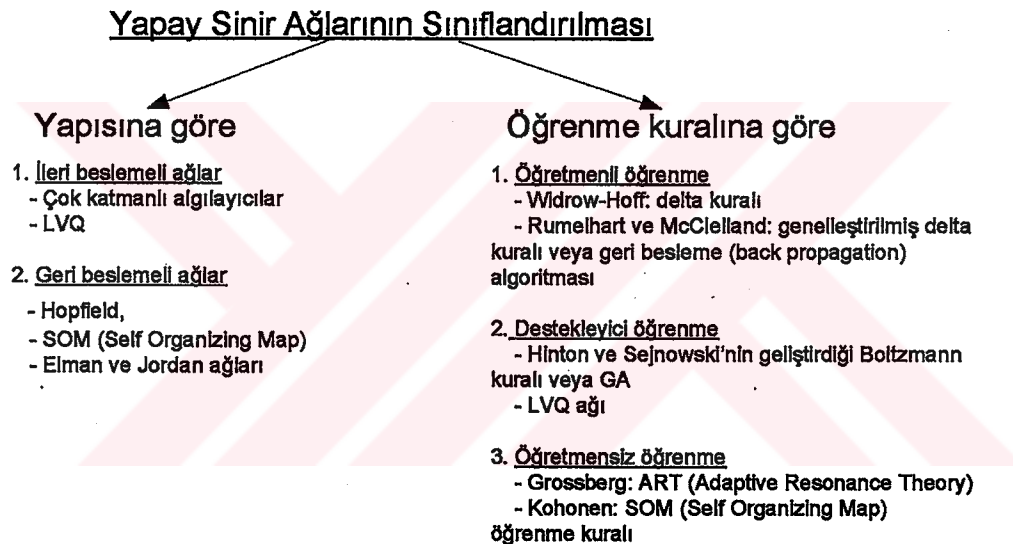 Yapay Sinir Ağlarının Sınıflandırılması
Yapısına göre
1. İleri beslemeli ağlar
- Çok katmanlı algılayıcılar
- LVQ
2. Geri beslemeli ağlar
- Hopfield,
- SOM (Self Organizing Map)
- Elman ve Jordan ağları
Öğrenme kuralına göre
1. Öğretmenli öğrenme
- Widrow-Hoff: delta kuralı
- Rumelhart ve McClelland: genelleştirilmiş delta
kuralı veya geri besleme (back propagation)
algoritması
2. Destekleyici öğrenme
- Hinton ve Sejnowski'nin geliştirdiği Boltzmann
kuralı veya GA
- LVQ ağı
3. Öğretmensiz öğrenme
- Grossberg: ART (Adaptive Resonance Theory)
- Kohonen: SOM (Self Organizing Map)
öğrenme kuralı